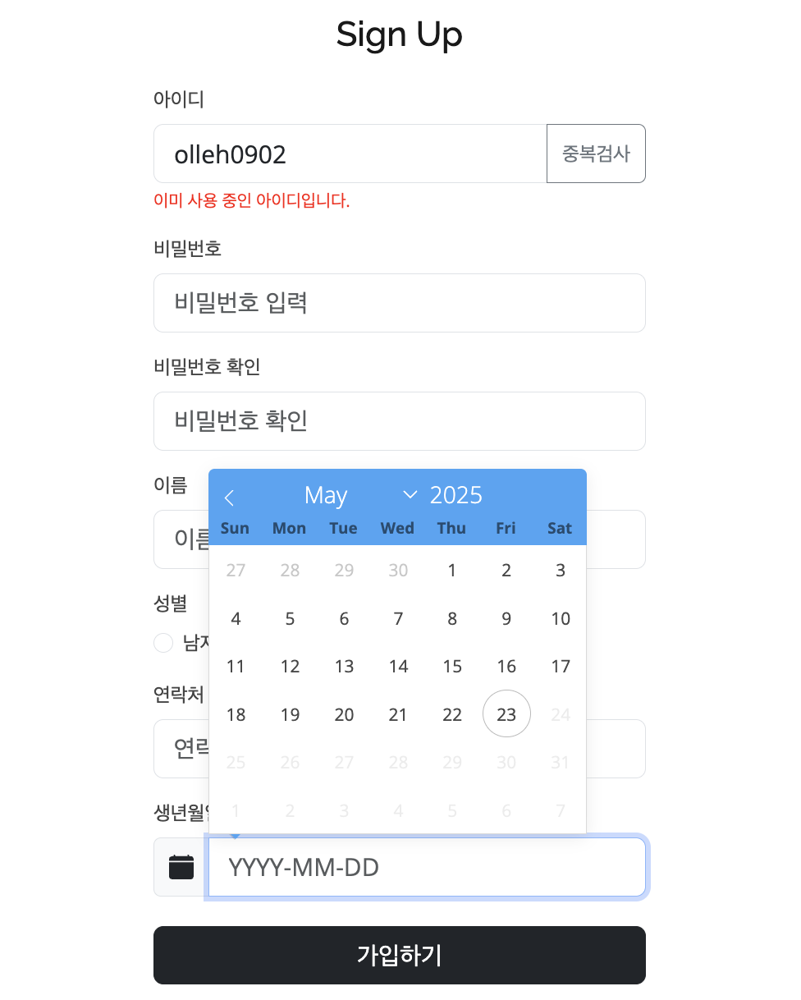 Sign Up
아이디
olleh0902
중복검사
이미 사용 중인 아이디입니다.
비밀번호
비밀번호 입력
비밀번호 확인
비밀번호 확인
이름
이름
성별
남자
연락처
연락
생년월일
May 2025
Sun Mon Tue Wed Thu Fri Sat
27 28 29 30 1 2 3
4 5 6 7 8 9 10
11 12 13 14 15 16 17
18 19 20 21 22 23 24
25 26 27 28 29 30 31
1 2 3 4 5 6 7
YYYY-MM-DD
가입하기